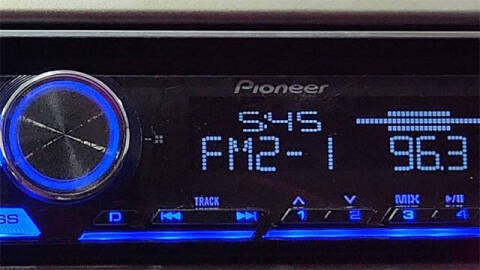 Pioneer
5:45
FM2-1 96.3
TRACK MIX
D 1 2 3 4